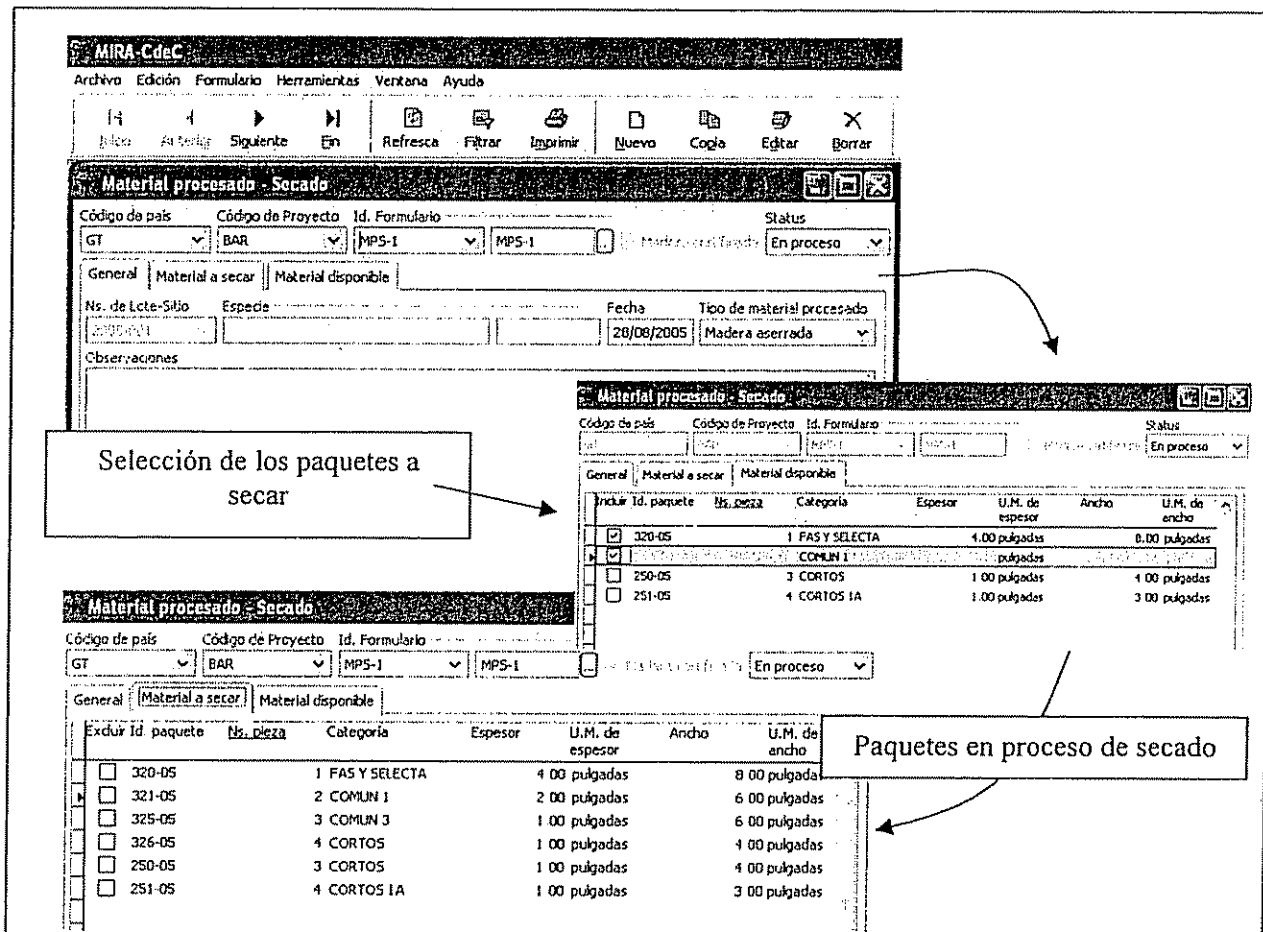 MIRA-CdeC
Archivo Edición Formulario Herramientas Ventana Ayuda
Inicio Anterior Siguiente Fin Refresca Filtrar Imprimir Nuevo Copia Editar Borrar
Material procesado - Secado
Código de país Código de Proyecto Id. Formulario Status
GT BAR MPS-1 MPS-1 En proceso
General Material a secar Material disponible
Ns. de Lote-Sitio Especie Fecha Tipo de material procesado
28/08/2005 Madera aserrada
Observaciones
Selección de los paquetes a
secar
Material procesado - Secado
Código de país Código de Proyecto Id. Formulario Status
En proceso
General Material a secar Material disponible
Incluir Id. paquete Ns. pieza Categoría Espesor U.M. de espesor Ancho U.M. de ancho
320-05 1 FAS Y SELECTA 4.00 pulgadas 8.00 pulgadas
COMUN 1 pulgadas
250-05 3 CORTOS 1 00 pulgadas 4 00 pulgadas
251-05 4 CORTOS 1A 1.00 pulgadas 3 00 pulgadas
Material procesado - Secado
Código de país Código de Proyecto Id. Formulario
GT BAR MPS-1 MPS-1 En proceso
General Material a secar Material disponible
Excluir Id. paquete Ns. pieza Categoría Espesor U.M. de espesor Ancho U.M. de ancho
320-05 1 FAS Y SELECTA 4 00 pulgadas 8 00 pulgadas
321-05 2 COMUN 1 2 00 pulgadas 6 00 pulgadas
325-05 3 COMUN 3 1 00 pulgadas 6 00 pulgadas
326-05 4 CORTOS 1 00 pulgadas 4 00 pulgadas
250-05 3 CORTOS 1 00 pulgadas 4 00 pulgadas
251-05 4 CORTOS 1A 1 00 pulgadas 3 00 pulgadas
Paquetes en proceso de secado